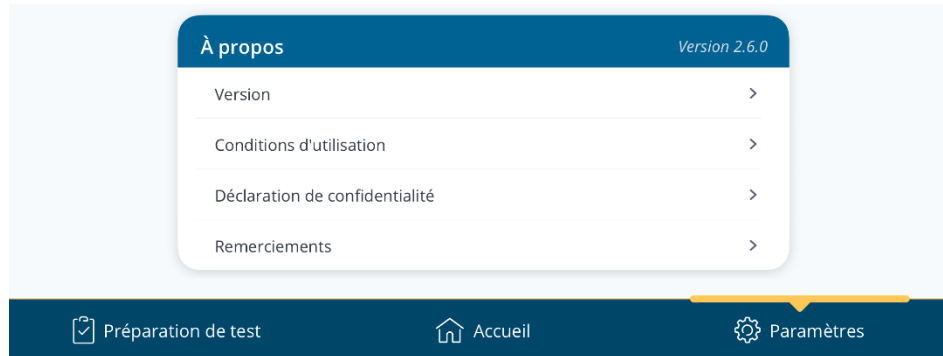 À propos Version 2.6.0
Version
Conditions d'utilisation
Déclaration de confidentialité
Remerciements
Préparation de test Accueil Paramètres